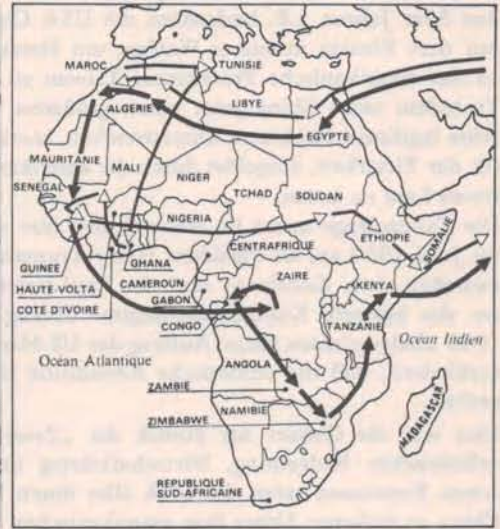 MAROC
TUNISIE
ALGERIE
LIBYE
EGYPTE
MAURITANIE
MALI
NIGER
SENEGAL
TCHAD
SOUDAN
NIGERIA
CENTRAFRIQUE
ETHIOPIE
SOMALIE
GUINEE
GHANA
HAUTE-VOLTA
CAMEROUN
ZAIRE
COTE D'IVOIRE
GABON
KENYA
CONGO
TANZANIE
Océan Atlantique
Océan Indien
ANGOLA
ZAMBIE
NAMIBIE
ZIMBABWE
MADAGASCAR
REPUBLIQUE
SUD-AFRICAINE